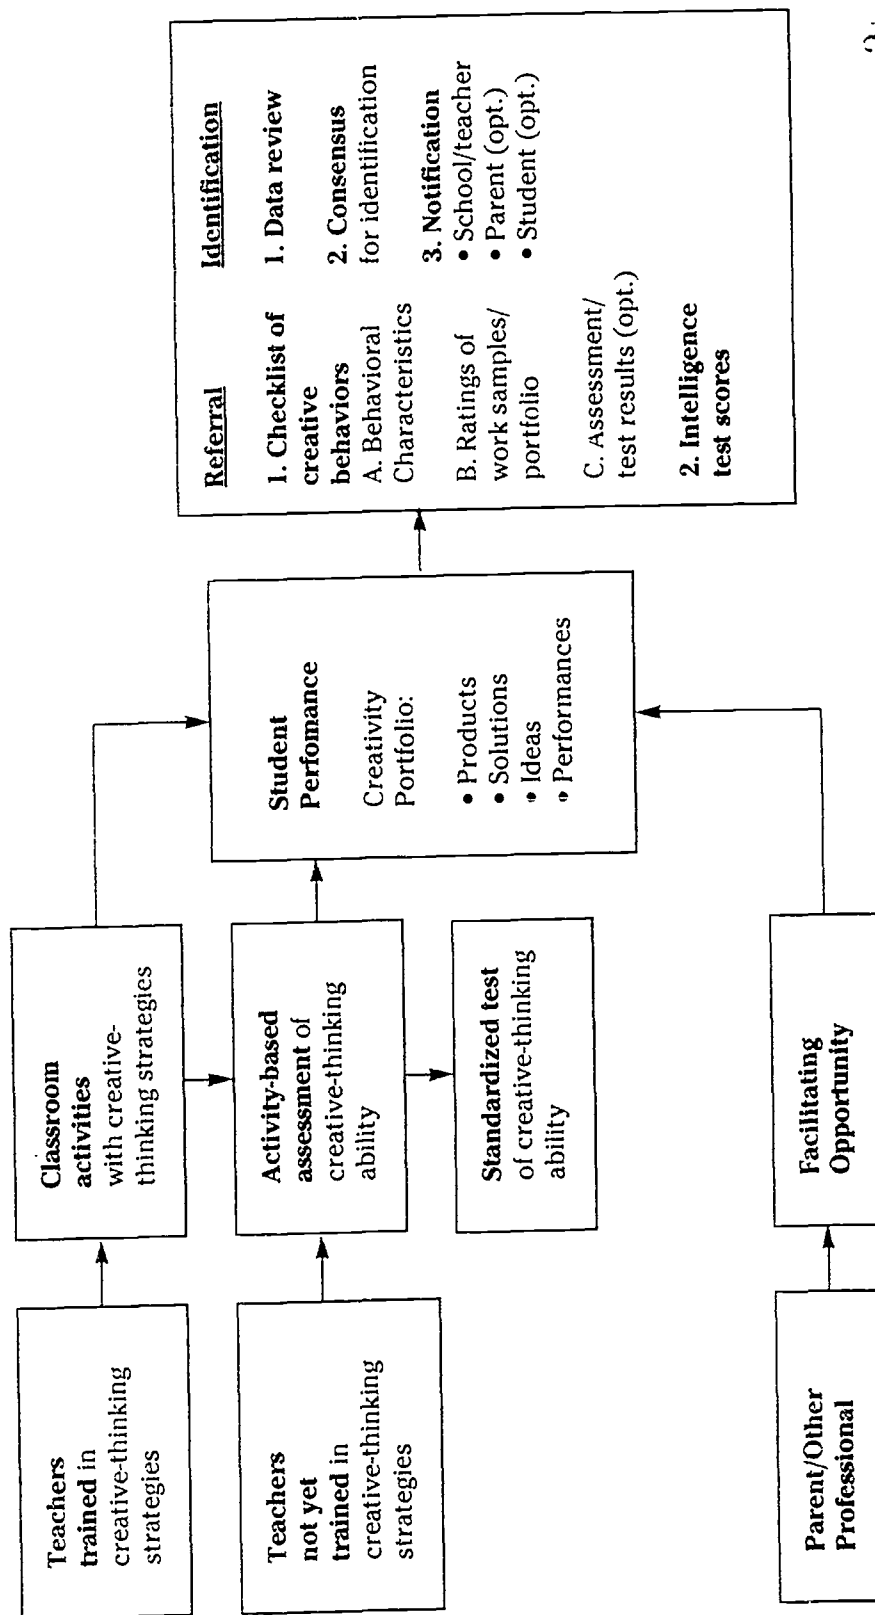 Teachers
trained in
creative-thinking
strategies
Teachers
not yet
trained in
creative-thinking
strategies
Parent/Other
Professional
Classroom
activities
with creative-
thinking strategies
Activity-based
assessment of
creative-thinking
ability
Standardized test
of creative-thinking
ability
Facilitating
Opportunity
Student
Perfomance
Creativity
Portfolio:
• Products
• Solutions
• Ideas
• Performances
Referral
1. Checklist of
creative
behaviors
A. Behavioral
Characteristics
B. Ratings of
work samples/
portfolio
C. Assessment/
test results (opt.)
2. Intelligence
test scores
Identification
1. Data review
2. Consensus
for identification
3. Notification
• School/teacher
• Parent (opt.)
• Student (opt.)